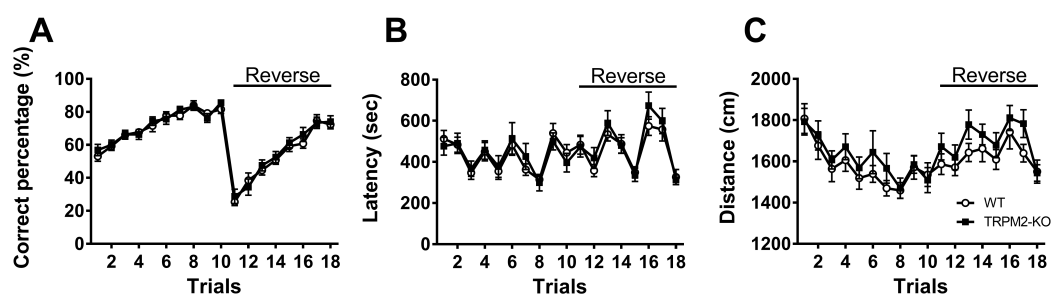 A
Correct percentage (%)
100
80
60
40
20
0
Reverse
2 4 6 8 10 12 14 16 18
Trials
B
Latency (sec)
800
600
400
200
0
Reverse
2 4 6 8 10 12 14 16 18
Trials
C
Distance (cm)
2000
1800
1600
1400
1200
Reverse
WT
TRPM2-KO
2 4 6 8 10 12 14 16 18
Trials